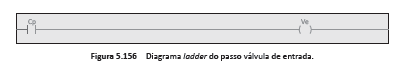 Cp Ve
Figura 5.156 Diagrama ladder do passo válvula de entrada.